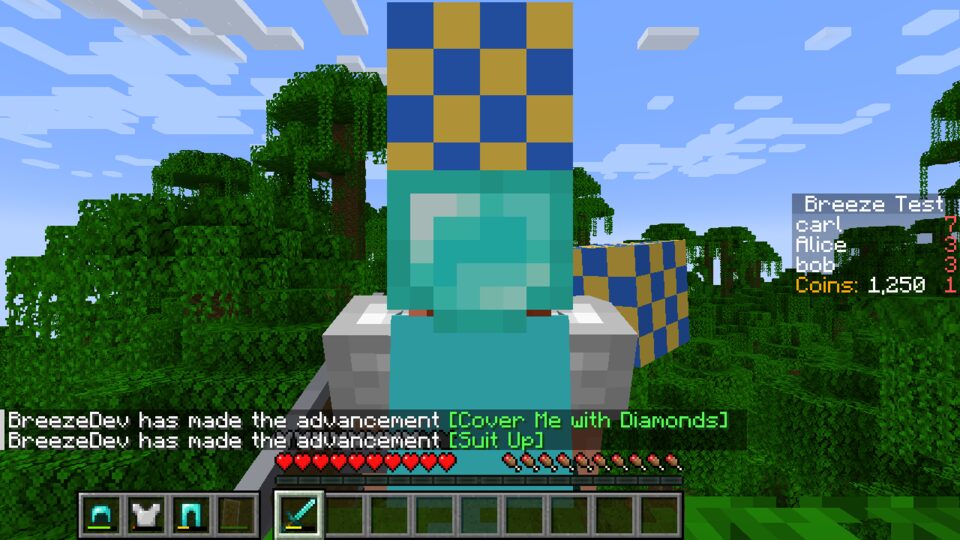 Breeze Test
carl 7
Alice 3
bob 3
Coins: 1,250 1
BreezeDev has made the advancement [Cover Me with Diamonds]
BreezeDev has made the advancement [Suit Up]